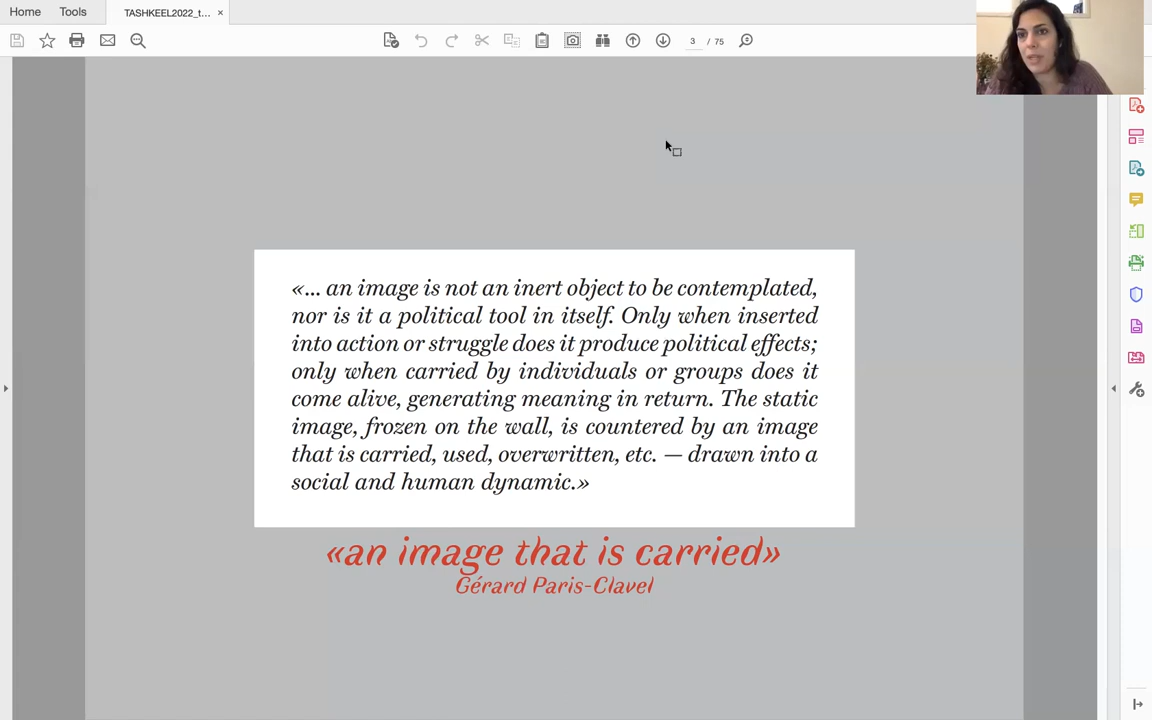 Home
Tools
TASHKEEL2022_t...
×
3 / 75
«... an image is not an inert object to be contemplated,
nor is it a political tool in itself. Only when inserted
into action or struggle does it produce political effects;
only when carried by individuals or groups does it
come alive, generating meaning in return. The static
image, frozen on the wall, is countered by an image
that is carried, used, overwritten, etc. — drawn into a
social and human dynamic.»
«an image that is carried»
Gérard Paris-Clavel